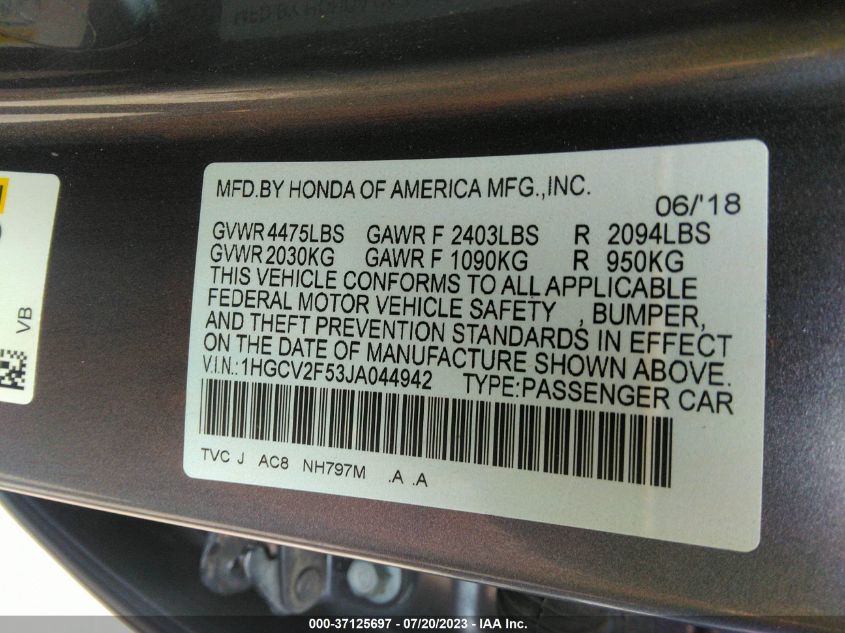 MFD.BY HONDA OF AMERICA MFG.,INC.
06/'18
GVWR 4475LBS GAWR F 2403LBS R 2094LBS
GVWR 2030KG GAWR F 1090KG R 950KG
THIS VEHICLE CONFORMS TO ALL APPLICABLE
FEDERAL MOTOR VEHICLE SAFETY , BUMPER,
AND THEFT PREVENTION STANDARDS IN EFFECT
ON THE DATE OF MANUFACTURE SHOWN ABOVE.
V.I.N.:1HGCV2F53JA044942 TYPE:PASSENGER CAR
TVC J AC8 NH797M .A .A
VB
000-37125697 - 07/20/2023 - IAA Inc.